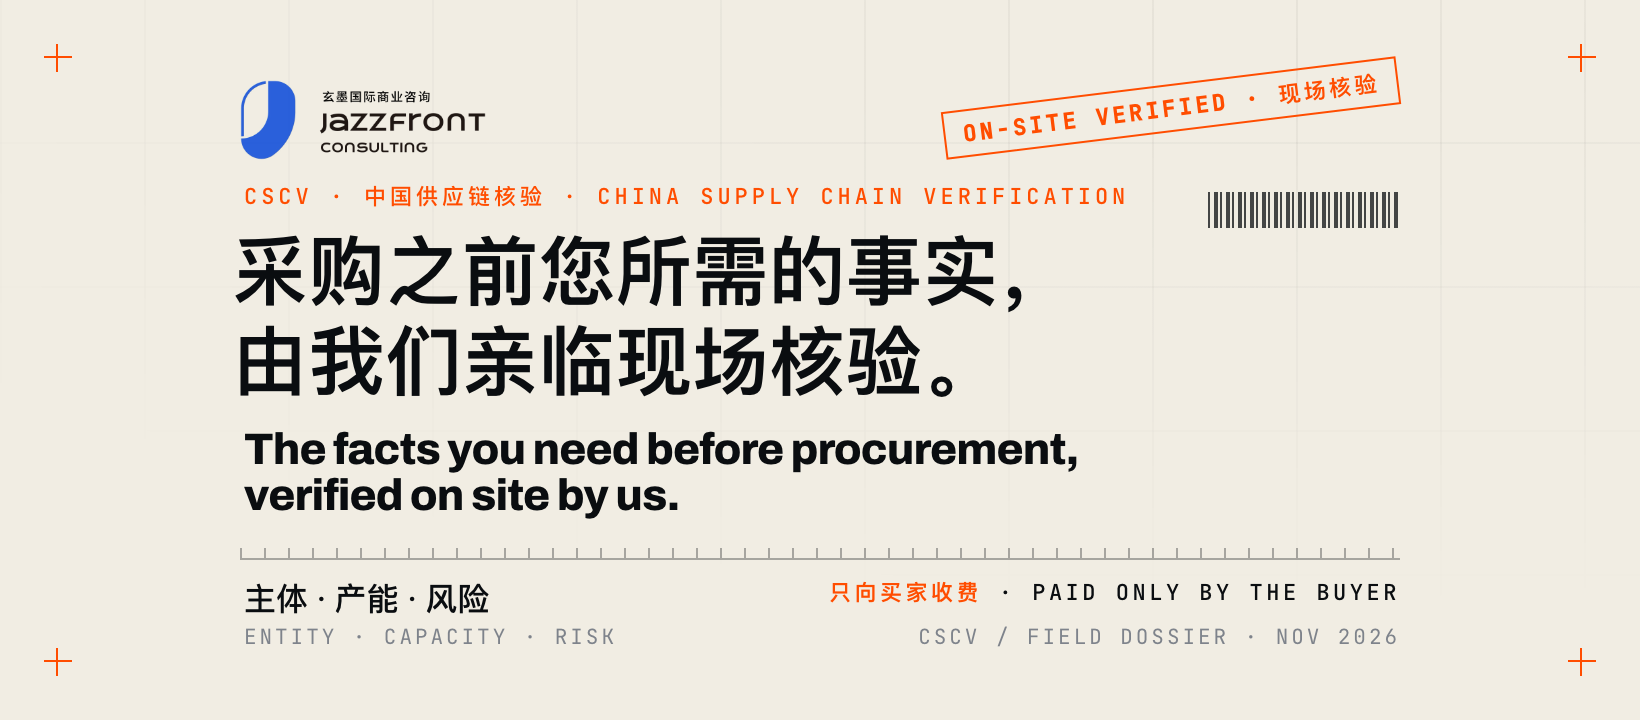 玄墨国际商业咨询
Jazzfront
CONSULTING
ON-SITE VERIFIED · 现场核验
CSCV · 中国供应链核验 · CHINA SUPPLY CHAIN VERIFICATION
采购之前您所需的事实，
由我们亲临现场核验。
The facts you need before procurement,
verified on site by us.
主体 · 产能 · 风险
ENTITY · CAPACITY · RISK
只向买家收费 · PAID ONLY BY THE BUYER
CSCV / FIELD DOSSIER · NOV 2026